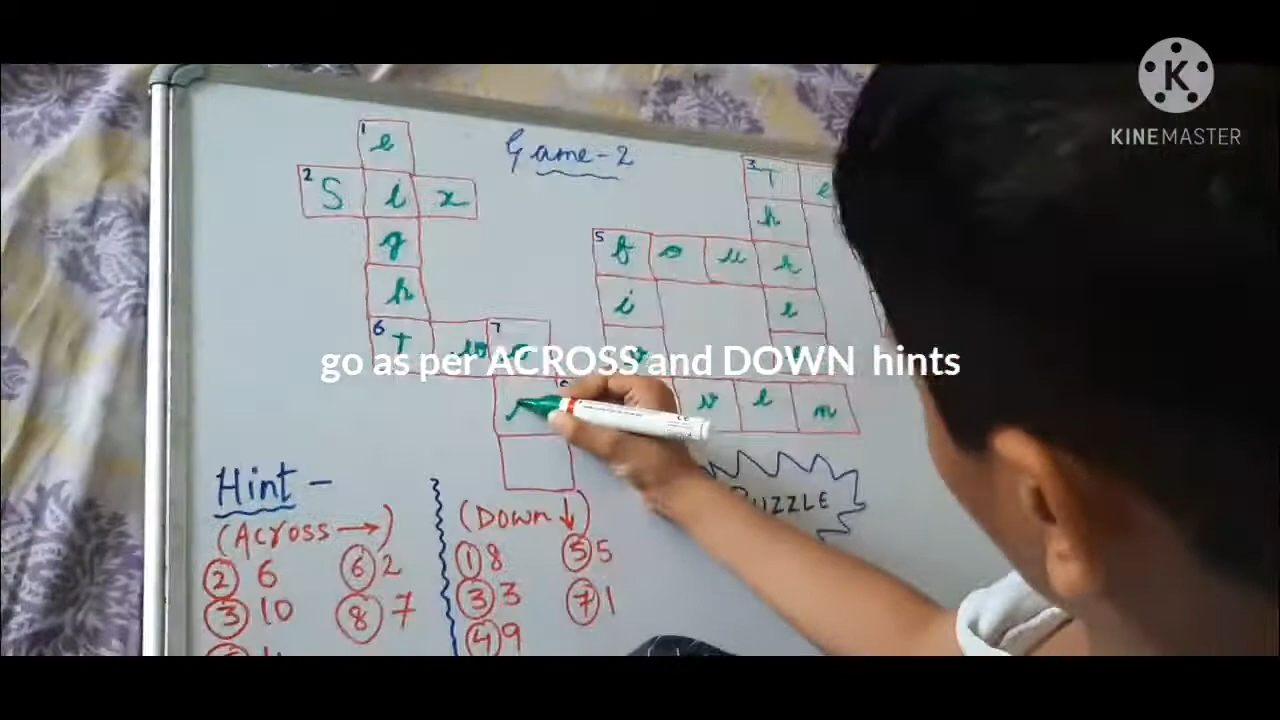 KINEMASTER
Game-2
1 e
2 S i x
g
h
6 T w 7 o
3 T e
h
5 f o u r
i e
v e n
go as per ACROSS and DOWN hints
PUZZLE
Hint -
(Across →) (Down ↓)
2 6 6 2 1 8 5 5
3 10 8 7 3 3 7 1
4 9